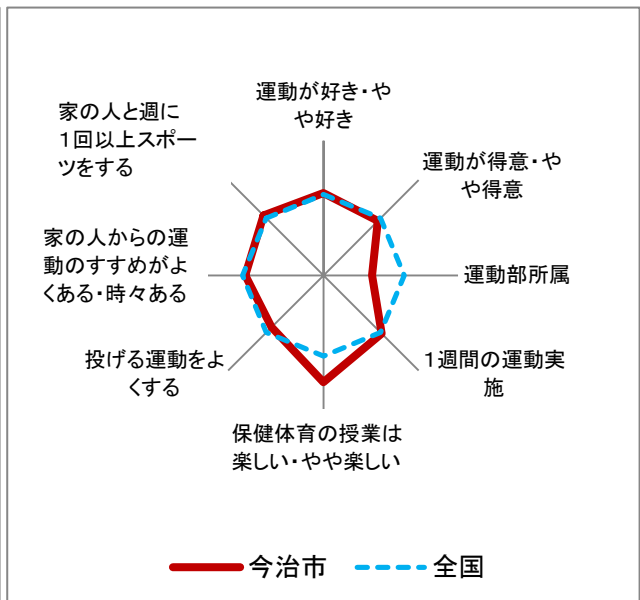 運動が好き・や
や好き
運動が得意・や
や得意
運動部所属
1週間の運動実
施
保健体育の授業は
楽しい・やや楽しい
投げる運動をよ
くする
家の人からの運
動のすすめがよ
くある・時々ある
家の人と週に
1回以上スポー
ツをする
今治市
全国